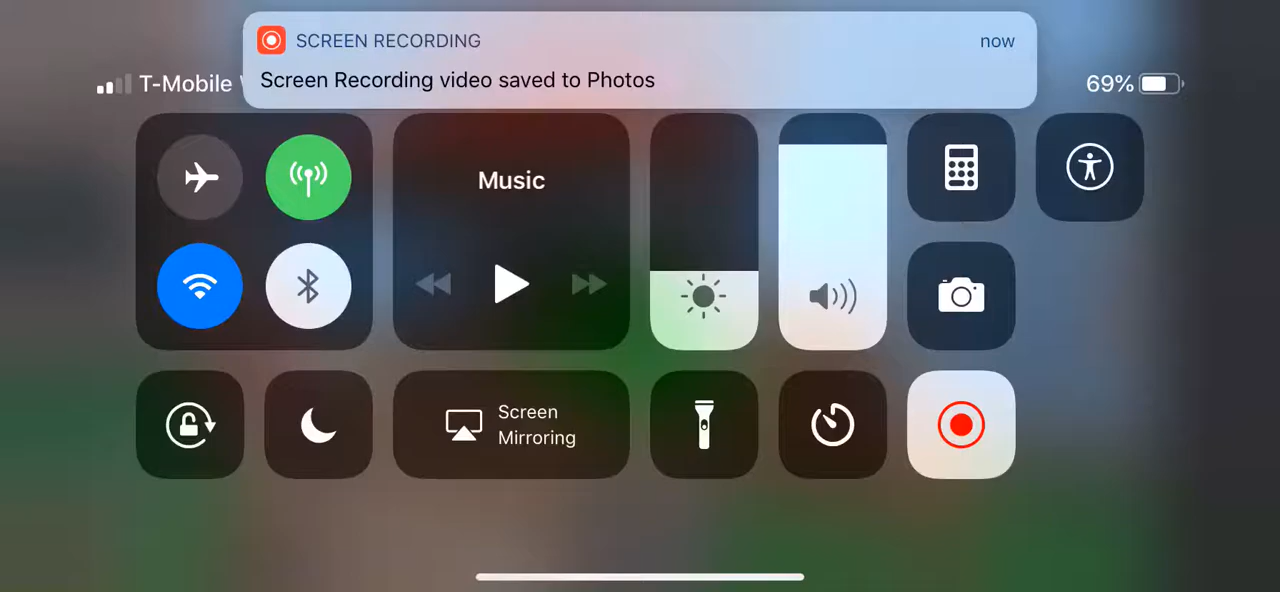 SCREEN RECORDING
now
Screen Recording video saved to Photos
T-Mobile
69%
Music
Screen
Mirroring